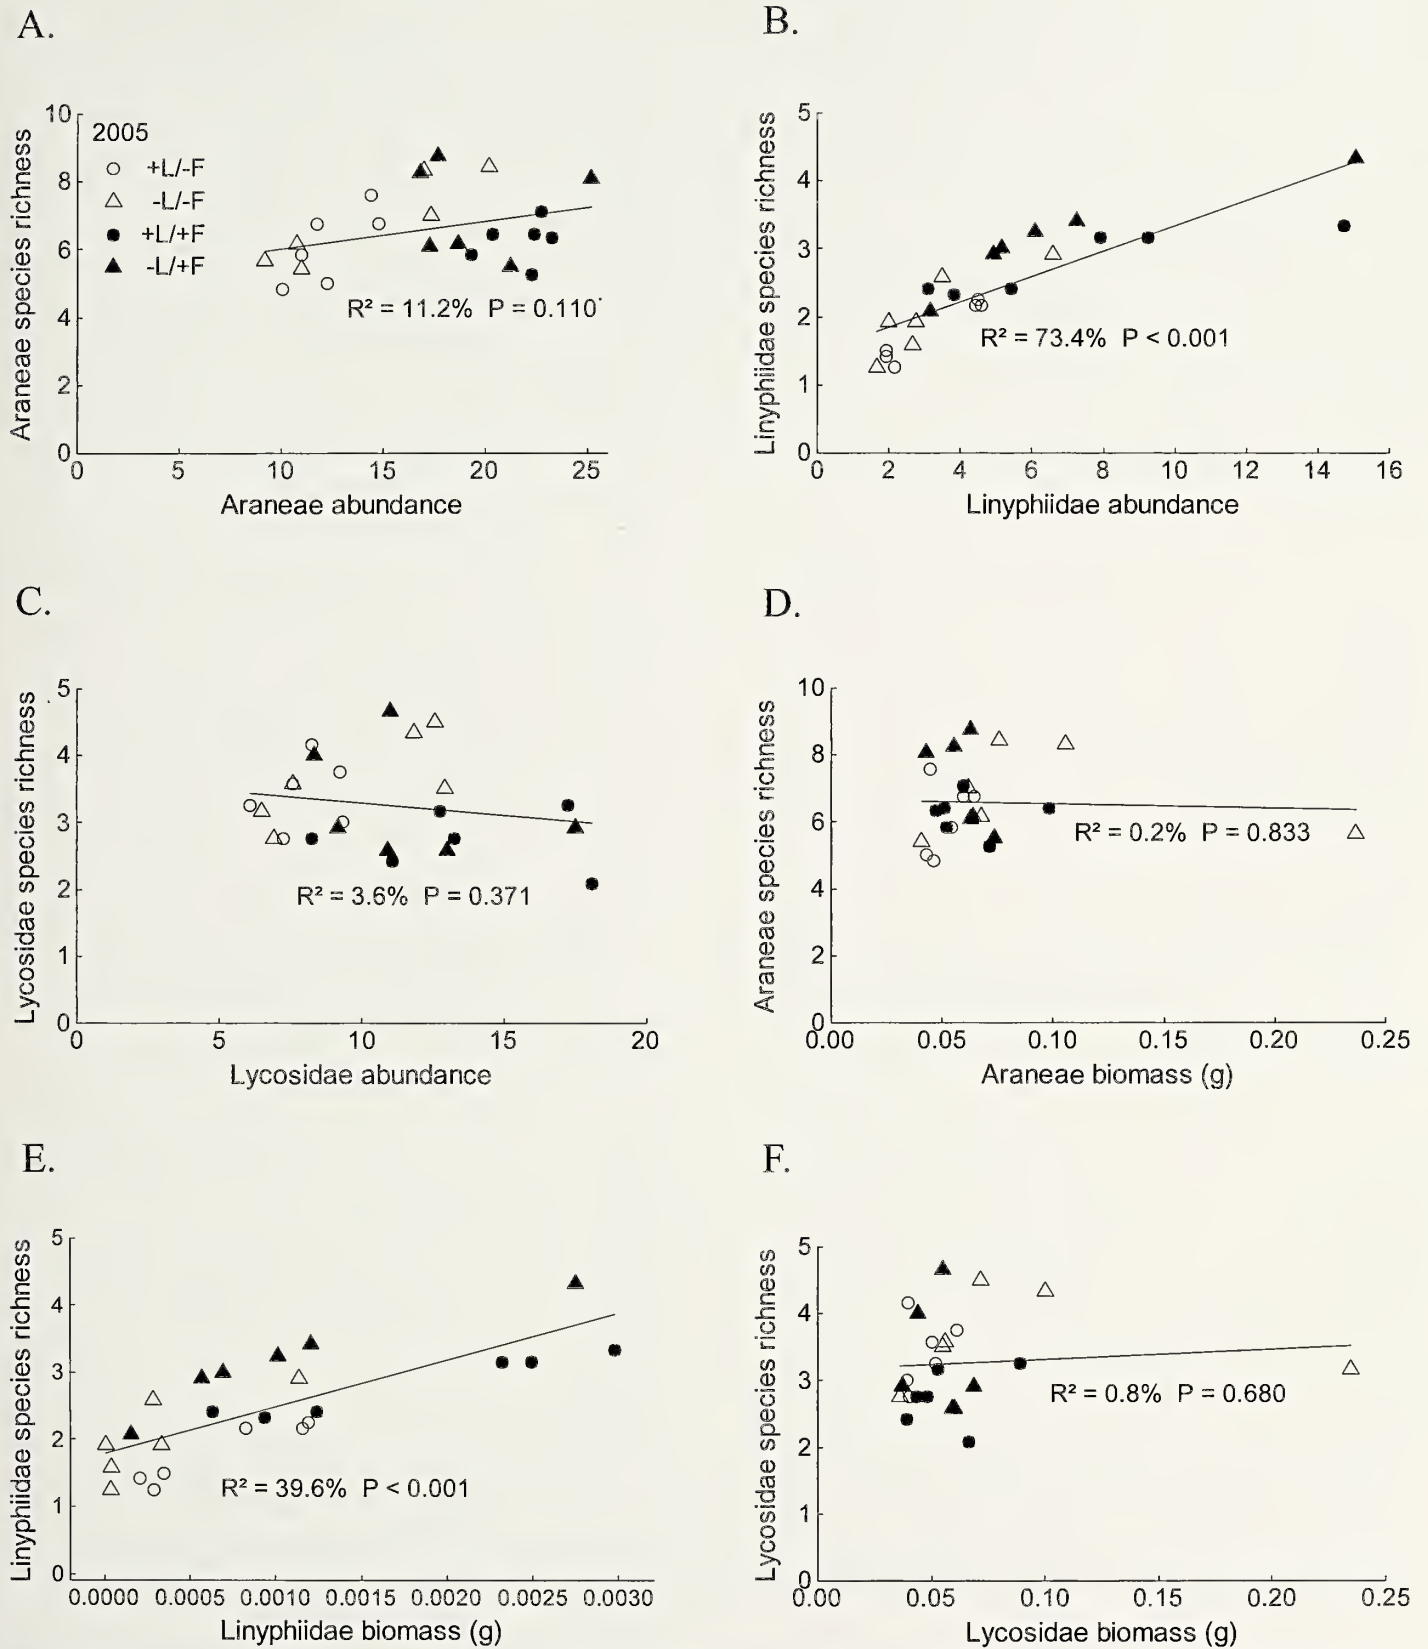 A.
Araneae species richness
10
8
6
4
2
0
2005
+L/-F
-L/-F
+L/+F
-L/+F
R² = 11.2% P = 0.110
0 5 10 15 20 25
Araneae abundance
B.
Linyphiidae species richness
5
4
3
2
1
0
R² = 73.4% P < 0.001
0 2 4 6 8 10 12 14 16
Linyphiidae abundance
C.
Lycosidae species richness
5
4
3
2
1
0
R² = 3.6% P = 0.371
0 5 10 15 20
Lycosidae abundance
D.
Araneae species richness
10
8
6
4
2
0
R² = 0.2% P = 0.833
0.00 0.05 0.10 0.15 0.20 0.25
Araneae biomass (g)
E.
Linyphiidae species richness
5
4
3
2
1
0
R² = 39.6% P < 0.001
0.0000 0.0005 0.0010 0.0015 0.0020 0.0025 0.0030
Linyphiidae biomass (g)
F.
Lycosidae species richness
5
4
3
2
1
0
R² = 0.8% P = 0.680
0.00 0.05 0.10 0.15 0.20 0.25
Lycosidae biomass (g)